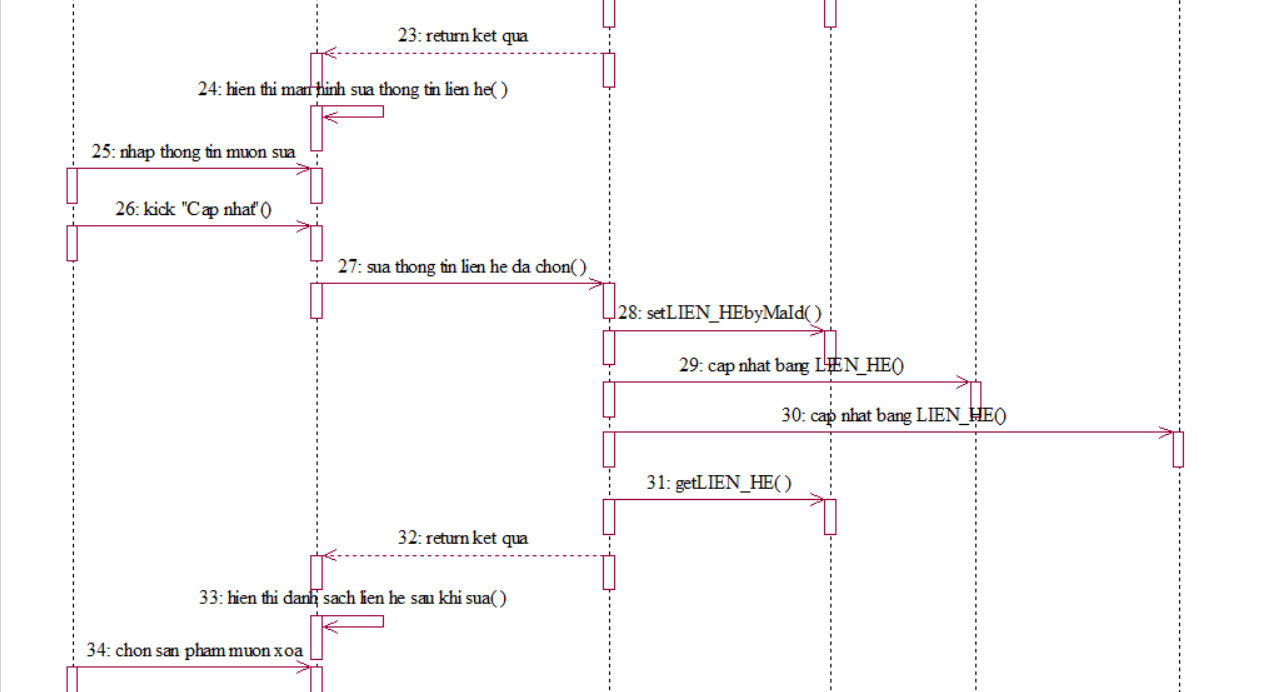 23: return ket qua
24: hien thi man hinh sua thong tin lien he( )
25: nhap thong tin muon sua
26: kick "Cap nhat"()
27: sua thong tin lien he da chon( )
28: setLIEN_HEbyMaId( )
29: cap nhat bang LIEN_HE()
30: cap nhat bang LIEN_HE()
31: getLIEN_HE( )
32: return ket qua
33: hien thi danh sach lien he sau khi sua( )
34: chon san pham muon xoa